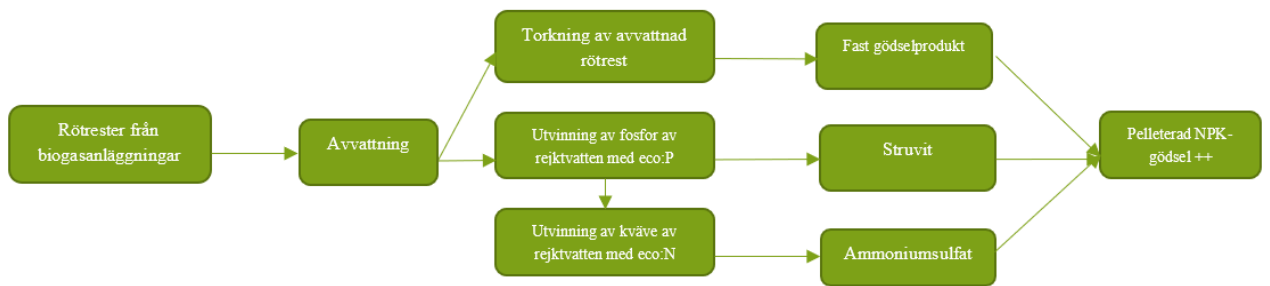 Rötrester från
biogasanläggningar
Avvattning
Torkning av avvattnad
rötrest
Utvinning av fosfor av
rejktvatten med eco:P
Utvinning av kväve av
rejktvatten med eco:N
Fast gödselprodukt
Struvit
Ammoniumsulfat
Pelleterad NPK-
gödsel ++